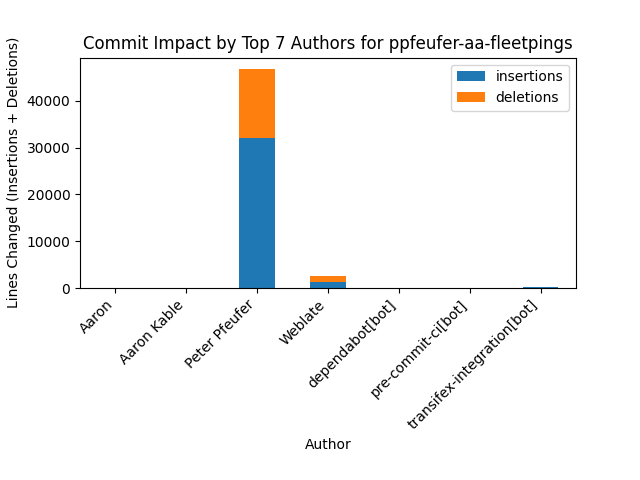 Commit Impact by Top 7 Authors for ppfeufer-aa-fleetpings
Lines Changed (Insertions + Deletions)
insertions
deletions
40000
30000
20000
10000
0
Aaron
Aaron Kable
Peter Pfeufer
Weblate
dependabot[bot]
pre-commit-ci[bot]
transifex-integration[bot]
Author